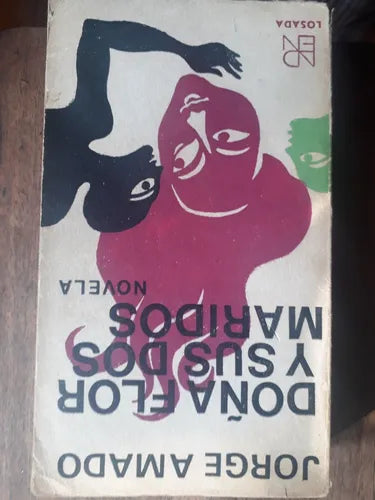 JORGE AMADO
DOÑA FLOR
Y SUS DOS
MARIDOS
NOVELA
LOSADA